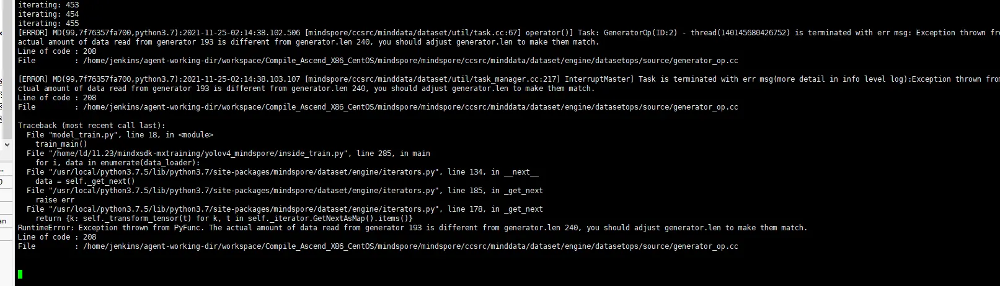 iterating: 453
iterating: 454
iterating: 455
[ERROR] MD(99,7f76357fa700,python3.7):2021-11-25-02:14:38.102.506 [mindspore/ccsrc/minddata/dataset/util/task.cc:67] operator()] Task: GeneratorOp(ID:2) - thread(140145680426752) is terminated with err msg: Exception thrown fr
actual amount of data read from generator 193 is different from generator.len 240, you should adjust generator.len to make them match.
Line of code : 208
File : /home/jenkins/agent-working-dir/workspace/Compile_Ascend_X86_CentOS/mindspore/mindspore/ccsrc/minddata/dataset/engine/datasetops/source/generator_op.cc
[ERROR] MD(99,7f76357fa700,python3.7):2021-11-25-02:14:38.103.107 [mindspore/ccsrc/minddata/dataset/util/task_manager.cc:217] InterruptMaster] Task is terminated with err msg(more detail in info level log):Exception thrown fro
ctual amount of data read from generator 193 is different from generator.len 240, you should adjust generator.len to make them match.
Line of code : 208
File : /home/jenkins/agent-working-dir/workspace/Compile_Ascend_X86_CentOS/mindspore/mindspore/ccsrc/minddata/dataset/engine/datasetops/source/generator_op.cc
Traceback (most recent call last):
File "model_train.py", line 18, in <module>
train_main()
File "/home/ld/11.23/mindxsdk-mxtraining/yolov4_mindspore/inside_train.py", line 285, in main
for i, data in enumerate(data_loader):
File "/usr/local/python3.7.5/lib/python3.7/site-packages/mindspore/dataset/engine/iterators.py", line 134, in __next__
data = self._get_next()
File "/usr/local/python3.7.5/lib/python3.7/site-packages/mindspore/dataset/engine/iterators.py", line 185, in _get_next
raise err
File "/usr/local/python3.7.5/lib/python3.7/site-packages/mindspore/dataset/engine/iterators.py", line 178, in _get_next
return {k: self._transform_tensor(t) for k, t in self._iterator.GetNextAsMap().items()}
RuntimeError: Exception thrown from PyFunc. The actual amount of data read from generator 193 is different from generator.len 240, you should adjust generator.len to make them match.
Line of code : 208
File : /home/jenkins/agent-working-dir/workspace/Compile_Ascend_X86_CentOS/mindspore/mindspore/ccsrc/minddata/dataset/engine/datasetops/source/generator_op.cc